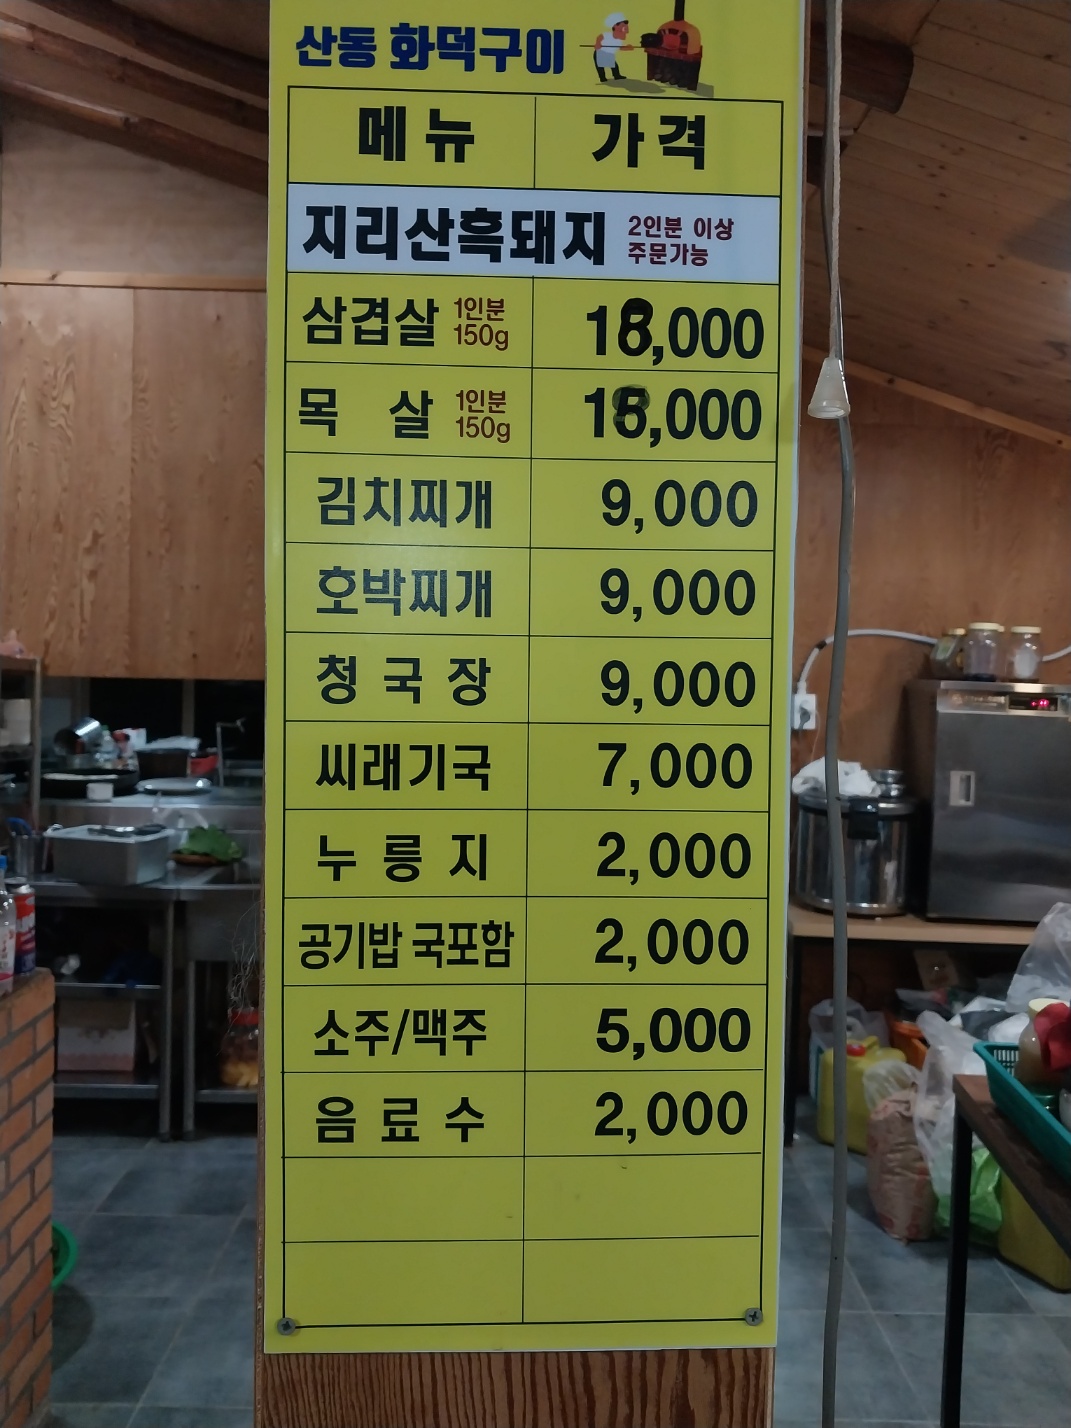 산동 화덕구이
메뉴 가격
지리산흑돼지 2인분 이상
주문가능
삼겹살 1인분 150g 18,000
목 살 1인분 150g 15,000
김치찌개 9,000
호박찌개 9,000
청국장 9,000
씨래기국 7,000
누릉지 2,000
공기밥 국포함 2,000
소주/맥주 5,000
음료수 2,000